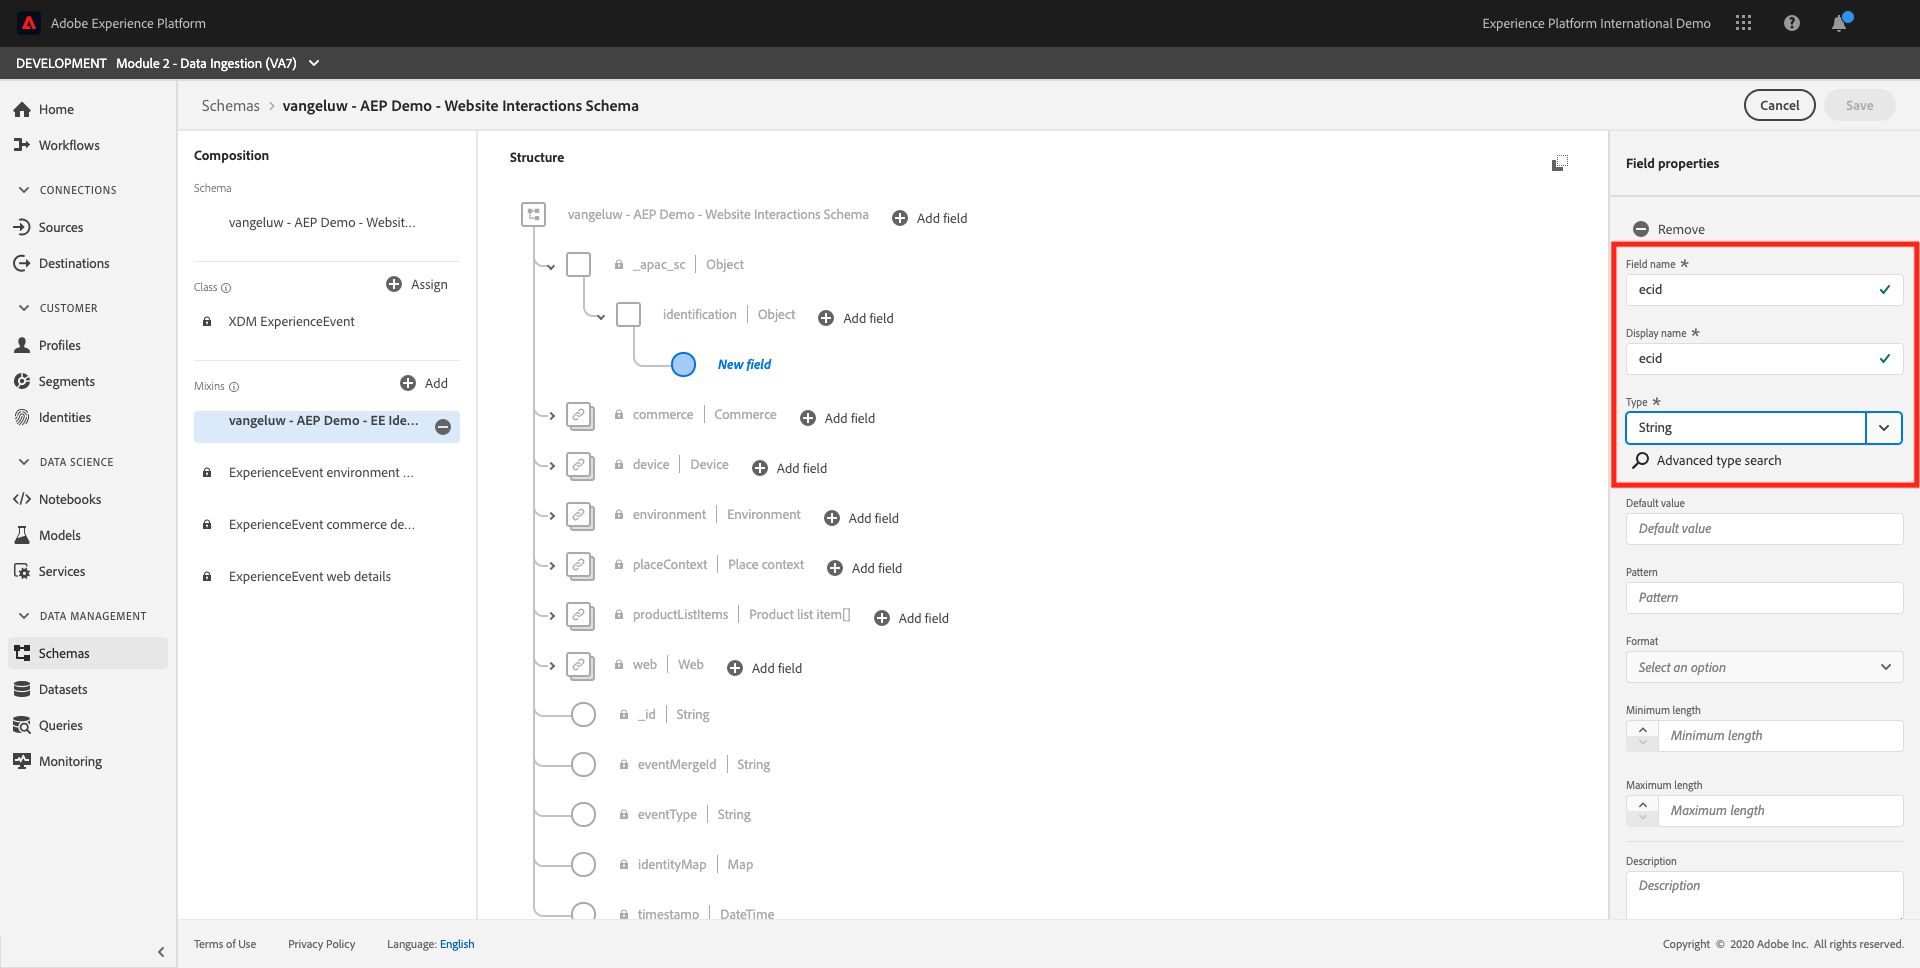 Adobe Experience Platform
Experience Platform International Demo
DEVELOPMENT Module 2 - Data Ingestion (VA7)
Home
Workflows
CONNECTIONS
Sources
Destinations
CUSTOMER
Profiles
Segments
Identities
DATA SCIENCE
Notebooks
Models
Services
DATA MANAGEMENT
Schemas
Datasets
Queries
Monitoring
Schemas > vangeluw - AEP Demo - Website Interactions Schema
Cancel
Save
Composition
Schema
vangeluw - AEP Demo - Websit...
Class
Assign
XDM ExperienceEvent
Mixins
Add
vangeluw - AEP Demo - EE Ide...
ExperienceEvent environment ...
ExperienceEvent commerce de...
ExperienceEvent web details
Structure
vangeluw - AEP Demo - Website Interactions Schema Add field
_apac_sc | Object
identification | Object Add field
New field
commerce | Commerce Add field
device | Device Add field
environment | Environment Add field
placeContext | Place context Add field
productListItems | Product list item[] Add field
web | Web Add field
_id | String
eventMergeId | String
eventType | String
identityMap | Map
timestamp | DateTime
Field properties
Remove
Field name *
ecid
Display name *
ecid
Type *
String
Advanced type search
Default value
Default value
Pattern
Pattern
Format
Select an option
Minimum length
Minimum length
Maximum length
Maximum length
Description
Description
Terms of Use Privacy Policy Language: English
Copyright © 2020 Adobe Inc. All rights reserved.